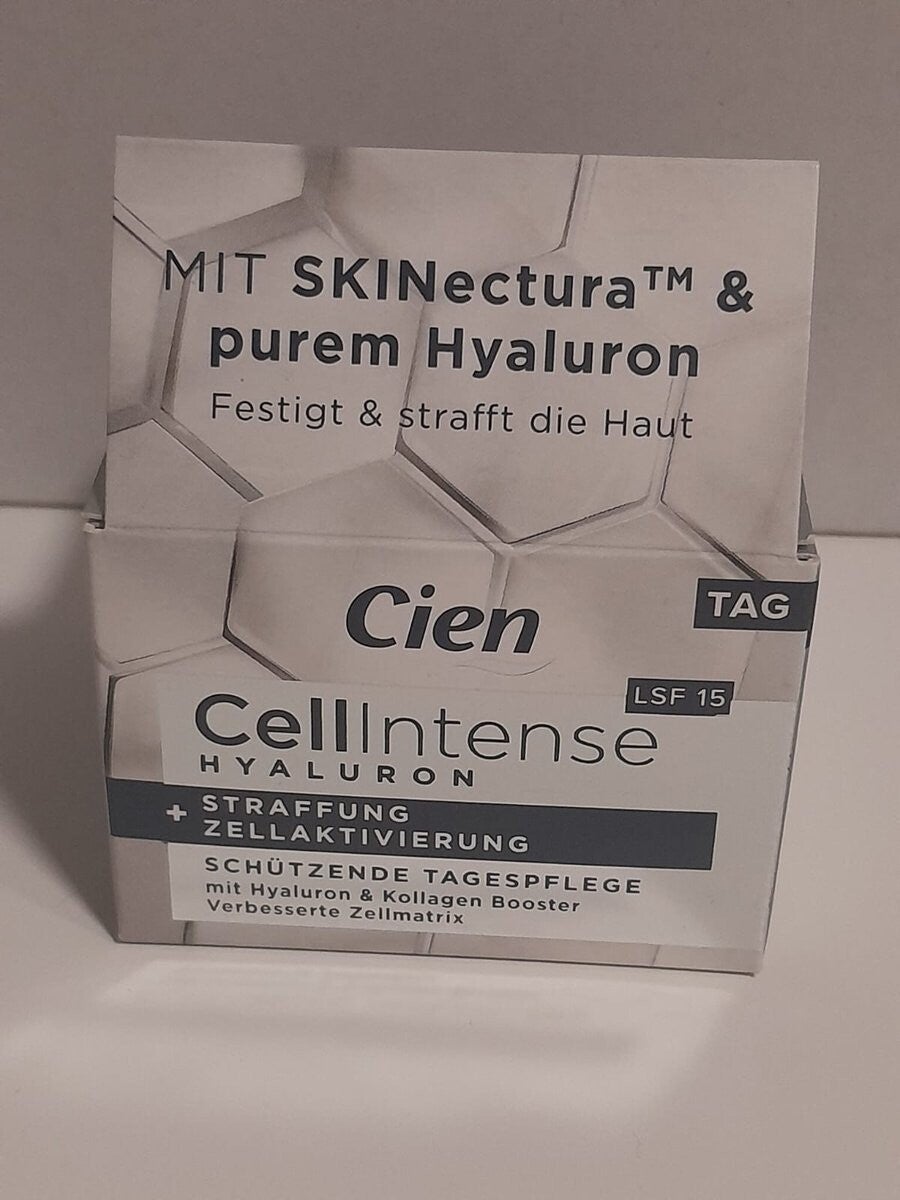 MIT SKINectura™ &
purem Hyaluron
Festigt & strafft die Haut
Cien
TAG
LSF 15
CellIntense
HYALURON
+ STRAFFUNG
ZELLAKTIVIERUNG
SCHÜTZENDE TAGESPFLEGE
mit Hyaluron & Kollagen Booster
Verbesserte Zellmatrix